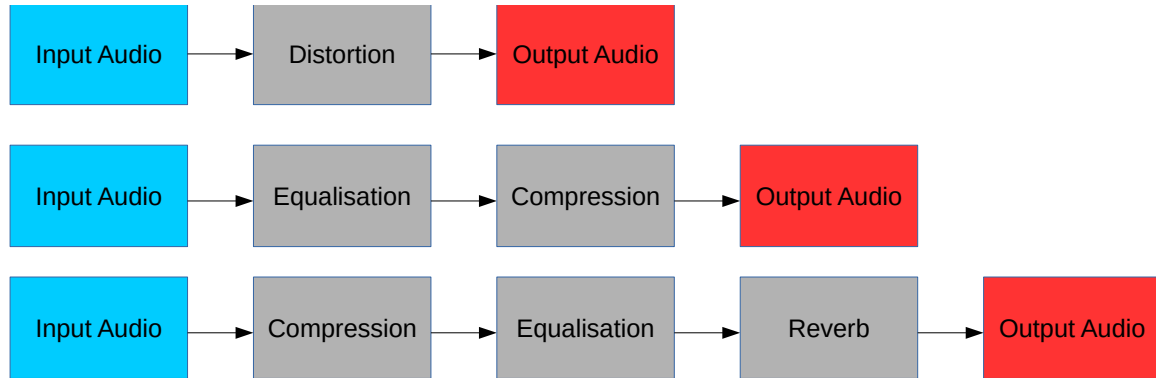 Input Audio Distortion Output Audio
Input Audio Equalisation Compression Output Audio
Input Audio Compression Equalisation Reverb Output Audio